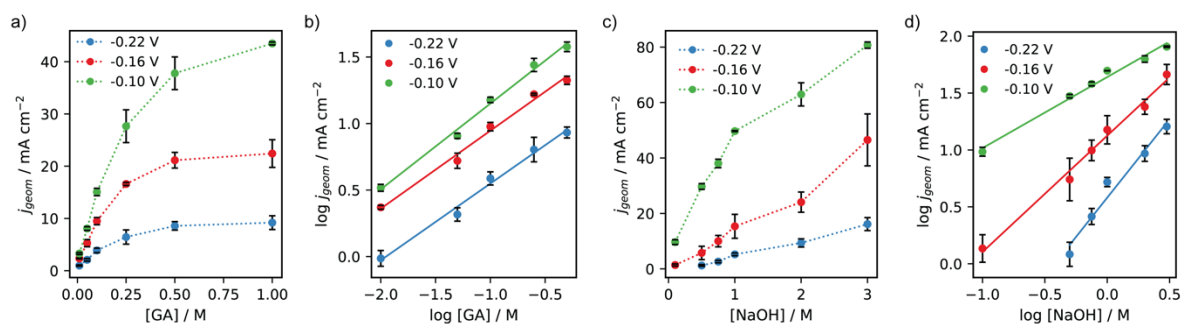 a)
-0.22 V
-0.16 V
-0.10 V
40
30
20
10
0
j_geom / mA cm⁻²
0.00 0.25 0.50 0.75 1.00
[GA] / M
b)
-0.22 V
-0.16 V
-0.10 V
1.5
1.0
0.5
0.0
log j_geom / mA cm⁻²
-2.0 -1.5 -1.0 -0.5
log [GA] / M
c)
-0.22 V
-0.16 V
-0.10 V
80
60
40
20
0
j_geom / mA cm⁻²
0 1 2 3
[NaOH] / M
d)
-0.22 V
-0.16 V
-0.10 V
2.0
1.5
1.0
0.5
0.0
log j_geom / mA cm⁻²
-1.0 -0.5 0.0 0.5
log [NaOH] / M